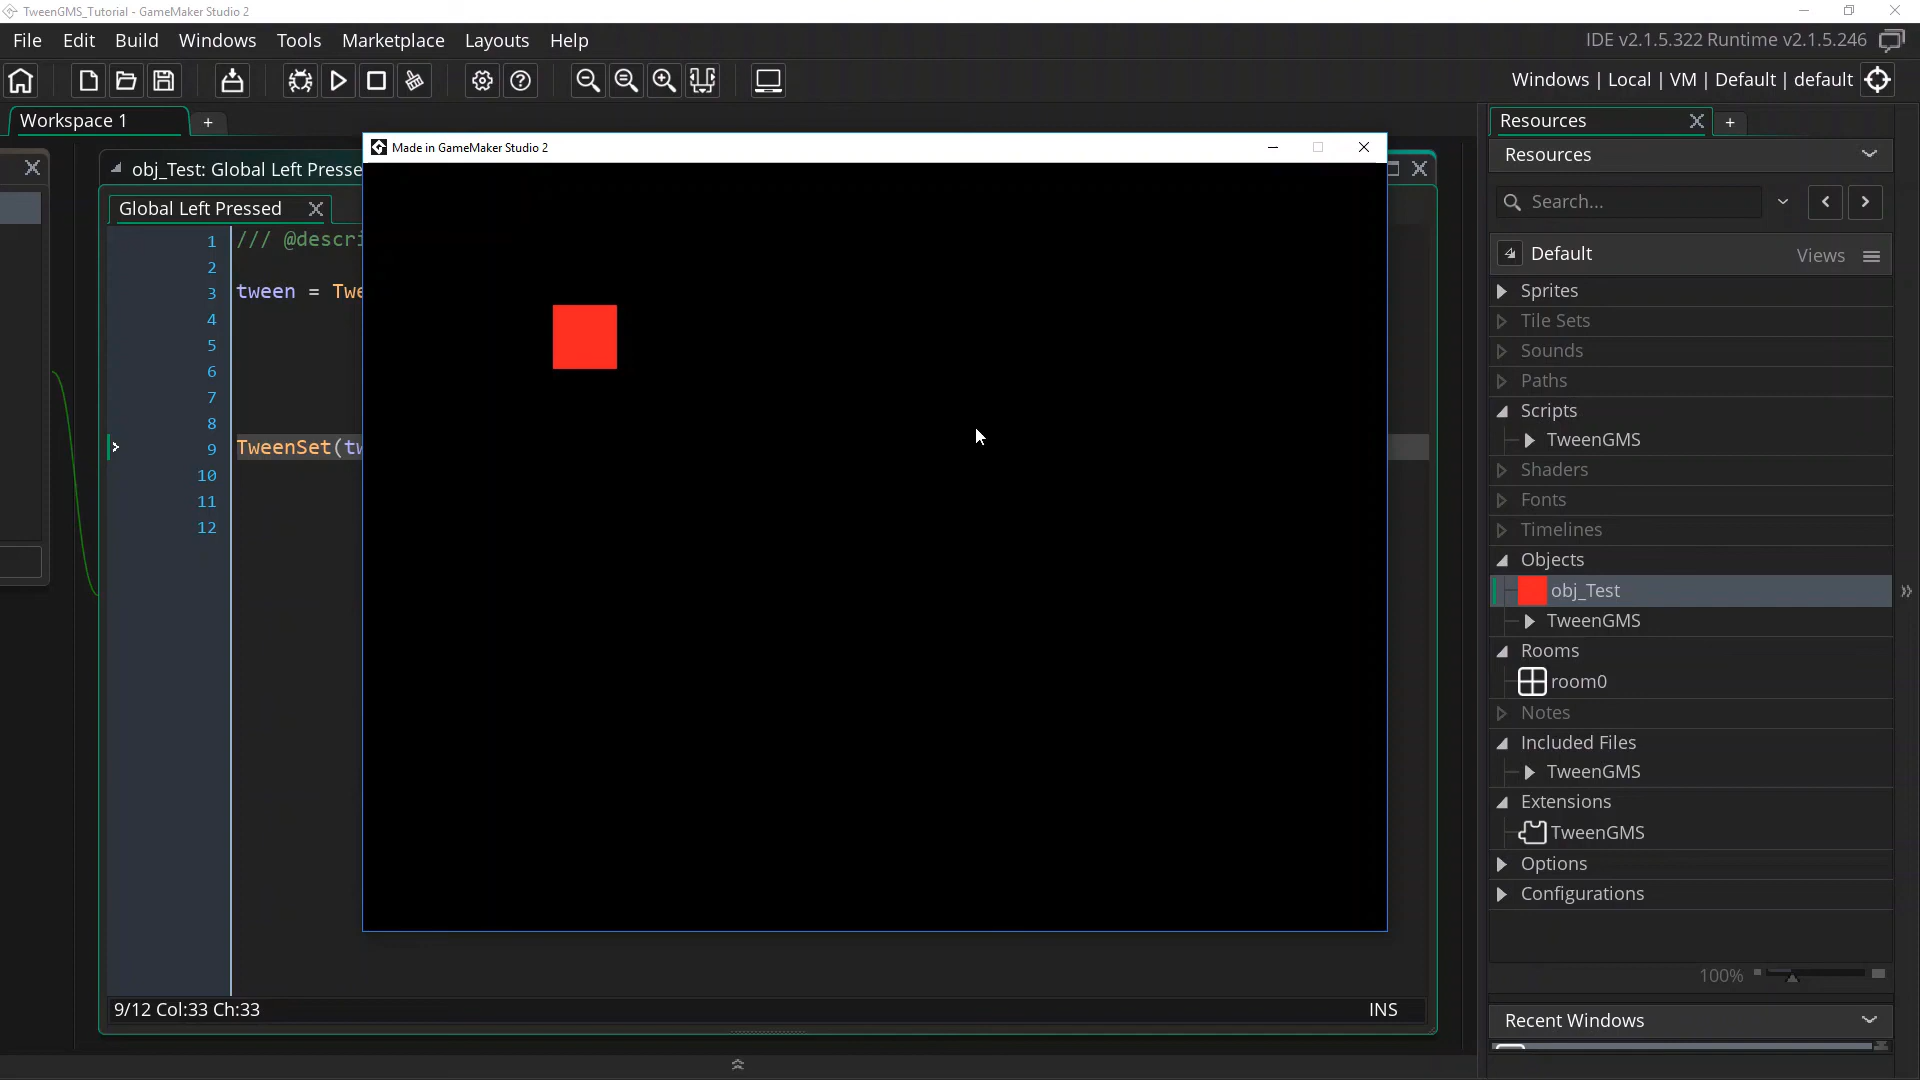 TweenGMS_Tutorial - GameMaker Studio 2
File Edit Build Windows Tools Marketplace Layouts Help
IDE v2.1.5.322 Runtime v2.1.5.246
Windows | Local | VM | Default | default
Workspace 1
+
obj_Test: Global Left Presse
Global Left Pressed
1 /// @descri
2
3 tween = Twe
4
5
6
7
8
9 TweenSet(tw
10
11
12
9/12 Col:33 Ch:33
INS
Made in GameMaker Studio 2
Resources
+
Resources
Search...
Default
Views
Sprites
Tile Sets
Sounds
Paths
Scripts
TweenGMS
Shaders
Fonts
Timelines
Objects
obj_Test
TweenGMS
Rooms
room0
Notes
Included Files
TweenGMS
Extensions
TweenGMS
Options
Configurations
100%
Recent Windows